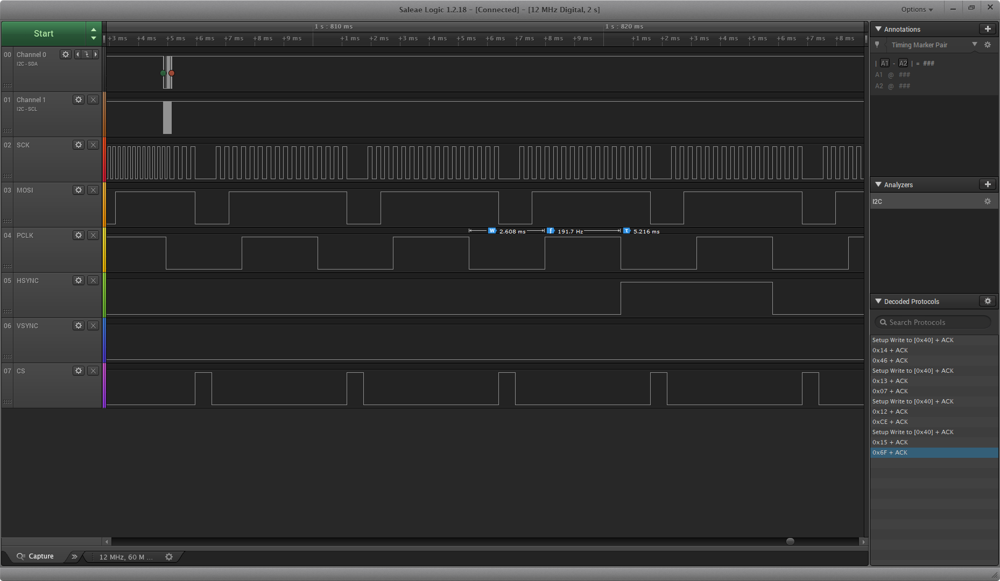 Saleae Logic 1.2.18 - [Connected] - [12 MHz Digital, 2 s]
Options
Start
1 s : 810 ms
1 s : 820 ms
+3 ms +4 ms +5 ms +6 ms +7 ms +8 ms +9 ms +1 ms +2 ms +3 ms +4 ms +5 ms +6 ms +7 ms +8 ms +9 ms +1 ms +2 ms +3 ms +4 ms +5 ms +6 ms +7 ms +8 ms
00 Channel 0
I2C - SDA
01 Channel 1
I2C - SCL
02 SCK
03 MOSI
04 PCLK
W 2.608 ms f 191.7 Hz T 5.216 ms
05 HSYNC
06 VSYNC
07 CS
Capture
12 MHz, 60 M ...
Annotations
Timing Marker Pair
| A1 - A2 | = ###
A1 @ ###
A2 @ ###
Analyzers
I2C
Decoded Protocols
Search Protocols
Setup Write to [0x40] + ACK
0x14 + ACK
0x46 + ACK
Setup Write to [0x40] + ACK
0x13 + ACK
0x07 + ACK
Setup Write to [0x40] + ACK
0x12 + ACK
0xCE + ACK
Setup Write to [0x40] + ACK
0x15 + ACK
0x6F + ACK